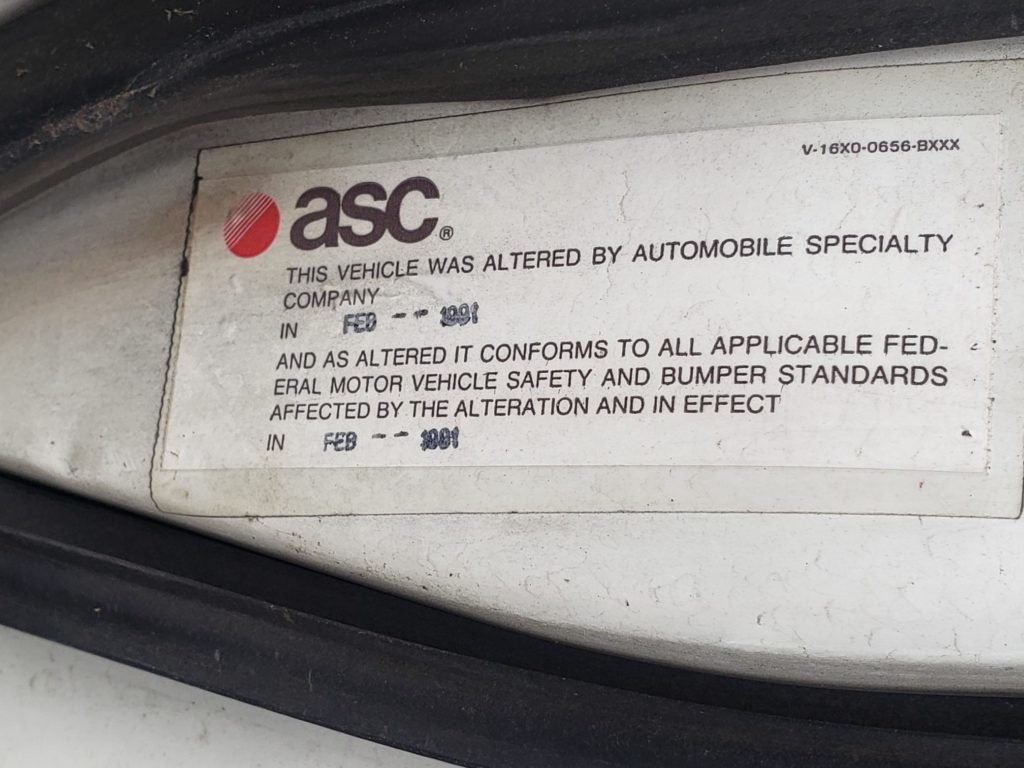 V-16X0-0656-BXXX
asc®
THIS VEHICLE WAS ALTERED BY AUTOMOBILE SPECIALTY
COMPANY
IN FEB -- 1991
AND AS ALTERED IT CONFORMS TO ALL APPLICABLE FED-
ERAL MOTOR VEHICLE SAFETY AND BUMPER STANDARDS
AFFECTED BY THE ALTERATION AND IN EFFECT
IN FEB -- 1991